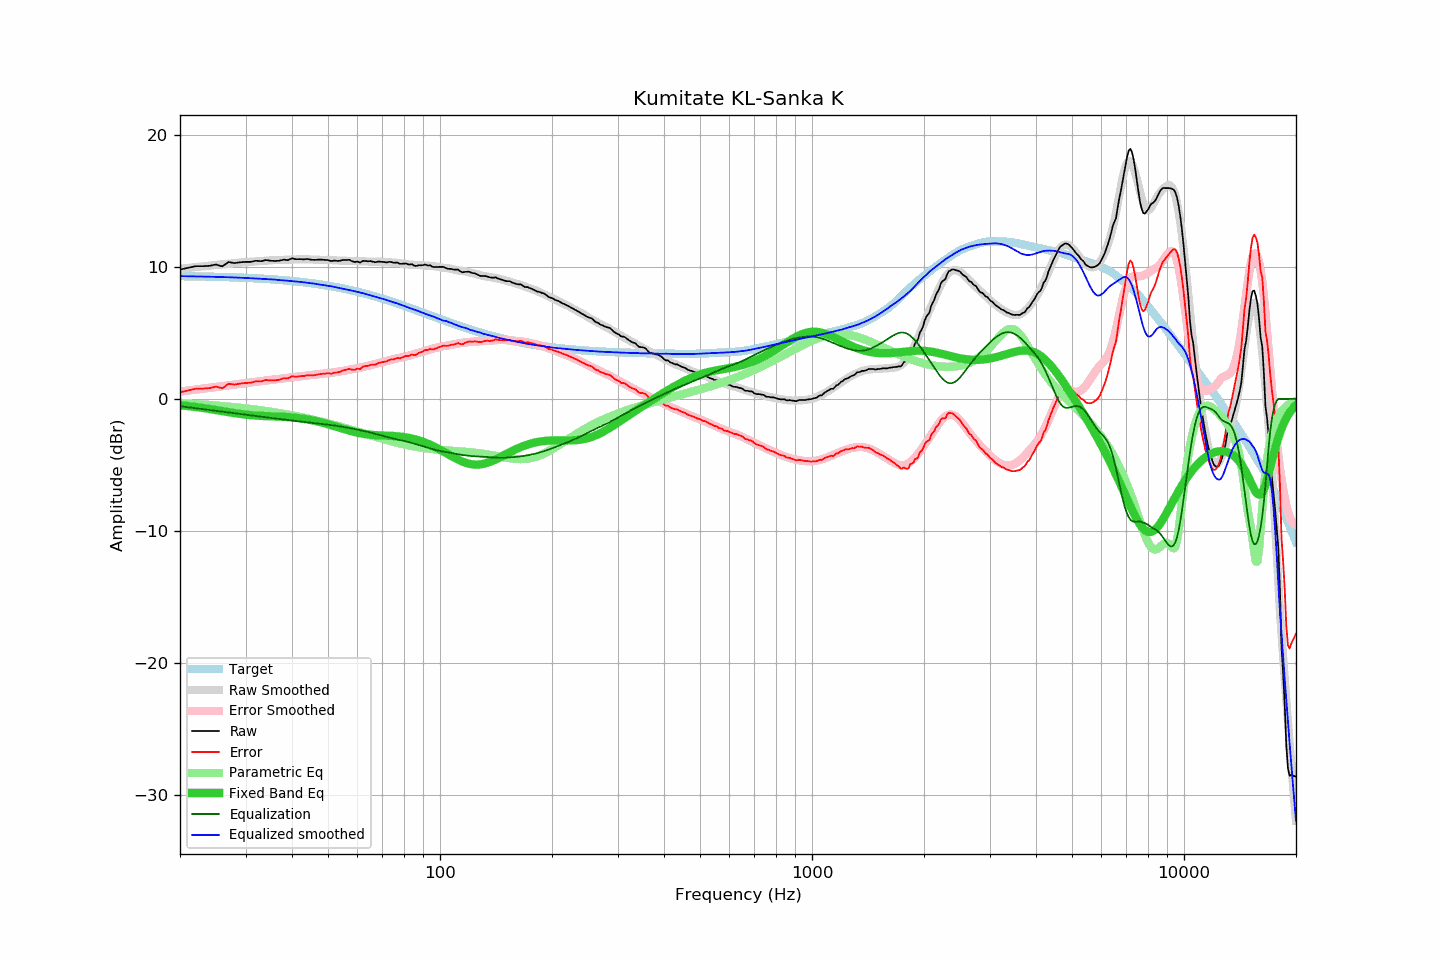 Kumitate KL-Sanka K
20
10
0
−10
−20
−30
Amplitude (dBr)
Target
Raw Smoothed
Error Smoothed
Raw
Error
Parametric Eq
Fixed Band Eq
Equalization
Equalized smoothed
100
1000
10000
Frequency (Hz)